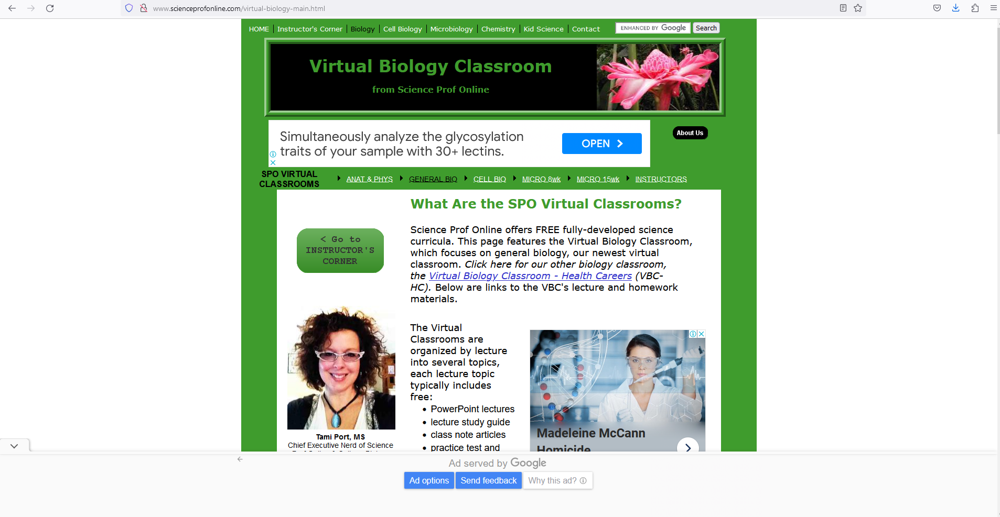 www.scienceprofonline.com/virtual-biology-main.html
HOME Instructor's Corner Biology Cell Biology Microbiology Chemistry Kid Science Contact ENHANCED BY Google Search
Virtual Biology Classroom
from Science Prof Online
Simultaneously analyze the glycosylation
traits of your sample with 30+ lectins.
OPEN
About Us
SPO VIRTUAL
CLASSROOMS
ANAT & PHYS GENERAL BIO CELL BIO MICRO 8wk MICRO 15wk INSTRUCTORS
What Are the SPO Virtual Classrooms?
< Go to
INSTRUCTOR'S
CORNER
Science Prof Online offers FREE fully-developed science
curricula. This page features the Virtual Biology Classroom,
which focuses on general biology, our newest virtual
classroom. Click here for our other biology classroom,
the Virtual Biology Classroom - Health Careers (VBC-
HC). Below are links to the VBC's lecture and homework
materials.
Tami Port, MS
Chief Executive Nerd of Science
The Virtual
Classrooms are
organized by lecture
into several topics,
each lecture topic
typically includes
free:
• PowerPoint lectures
• lecture study guide
• class note articles
• practice test and
Madeleine McCann
Homicide
Ad served by Google
Ad options Send feedback Why this ad?